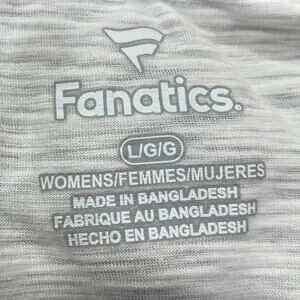 Fanatics.
L/G/G
WOMENS/FEMMES/MUJERES
MADE IN BANGLADESH
FABRIQUE AU BANGLADESH
HECHO EN BANGLADESH